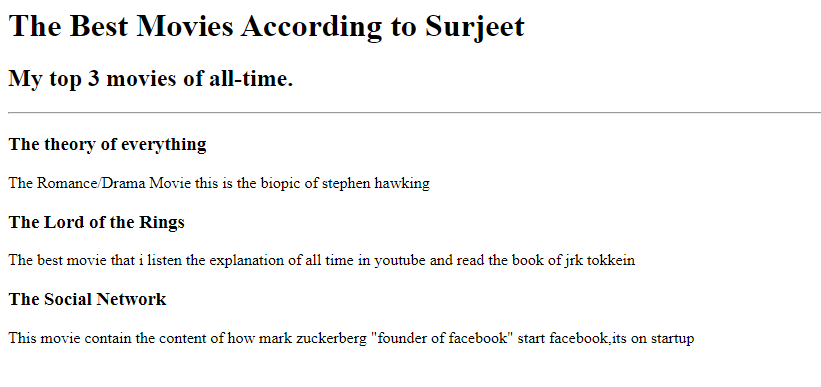 The Best Movies According to Surjeet
My top 3 movies of all-time.
The theory of everything
The Romance/Drama Movie this is the biopic of stephen hawking
The Lord of the Rings
The best movie that i listen the explanation of all time in youtube and read the book of jrk tokkein
The Social Network
This movie contain the content of how mark zuckerberg "founder of facebook" start facebook,its on startup